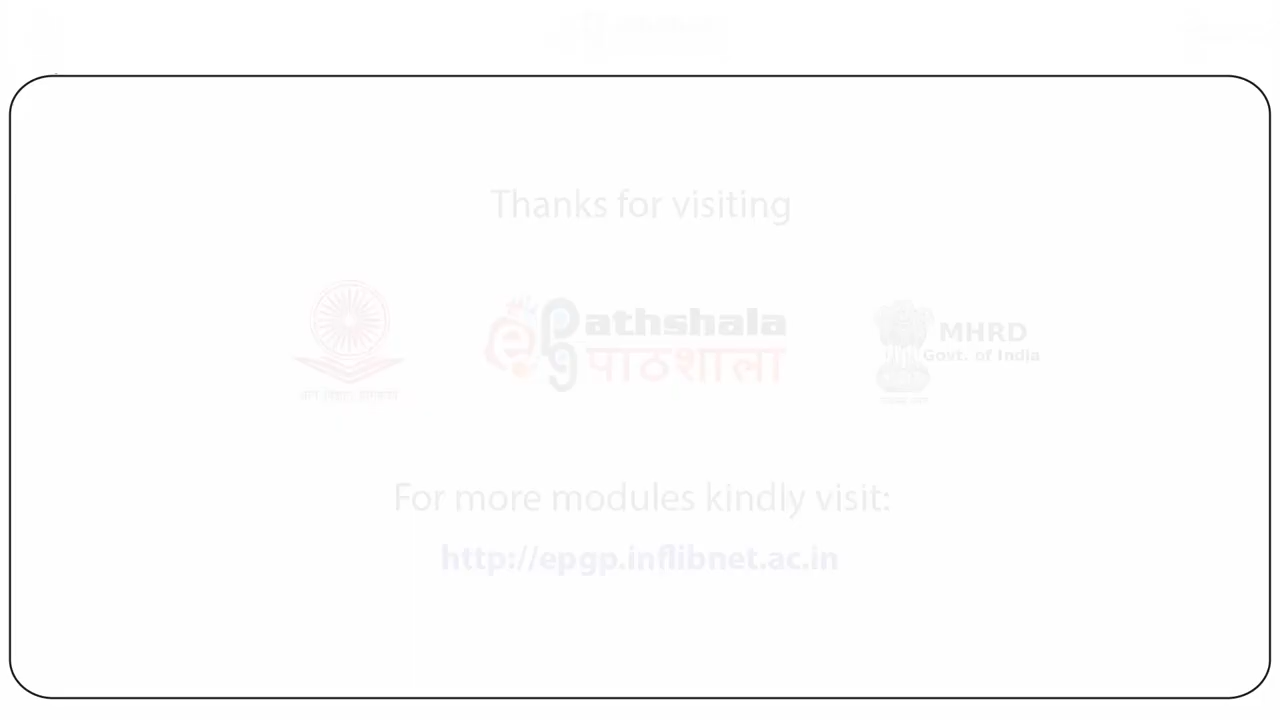 Thanks for visiting
athshala
पाठशाला
MHRD
Govt. of India
For more modules kindly visit:
http://epgp.inflibnet.ac.in